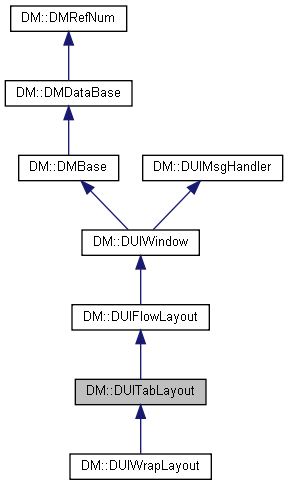 DM::DMRefNum
DM::DMDataBase
DM::DMBase
DM::DUIMsgHandler
DM::DUIWindow
DM::DUIFlowLayout
DM::DUITabLayout
DM::DUIWrapLayout